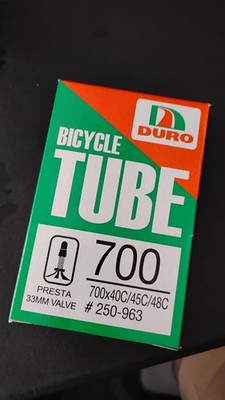 DURO
BICYCLE
TUBE
700
700x40C/45C/48C
PRESTA
33MM VALVE
# 250-963